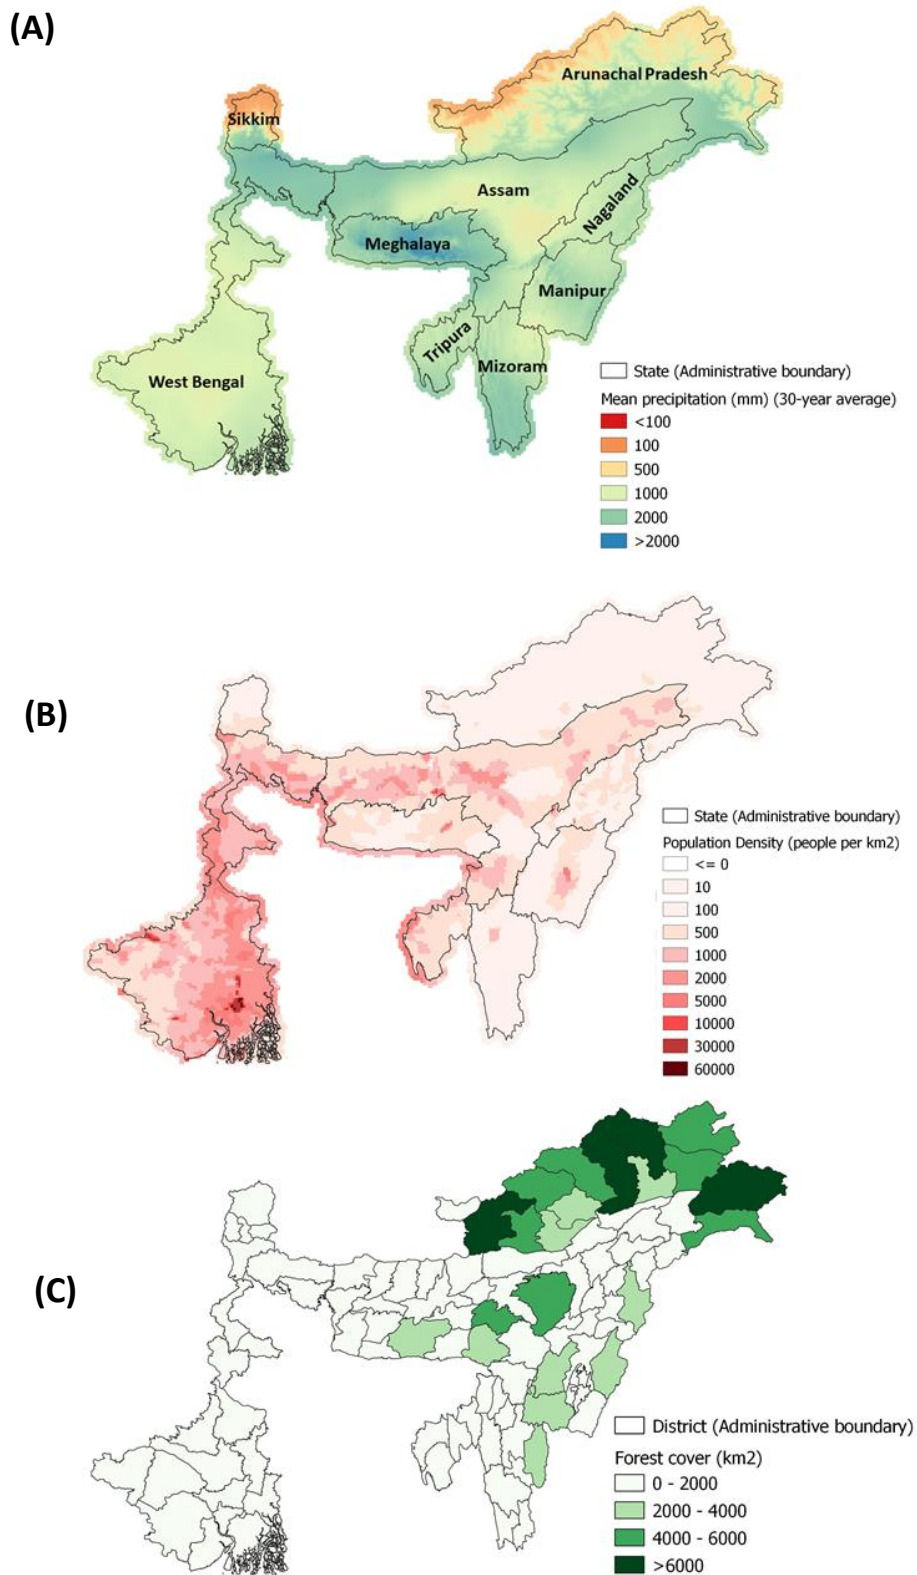 (A)
Arunachal Pradesh
Sikkim
Assam
Nagaland
Meghalaya
Manipur
Tripura
Mizoram
West Bengal
State (Administrative boundary)
Mean precipitation (mm) (30-year average)
<100
100
500
1000
2000
>2000
(B)
State (Administrative boundary)
Population Density (people per km2)
<= 0
10
100
500
1000
2000
5000
10000
30000
60000
(C)
District (Administrative boundary)
Forest cover (km2)
0 - 2000
2000 - 4000
4000 - 6000
>6000